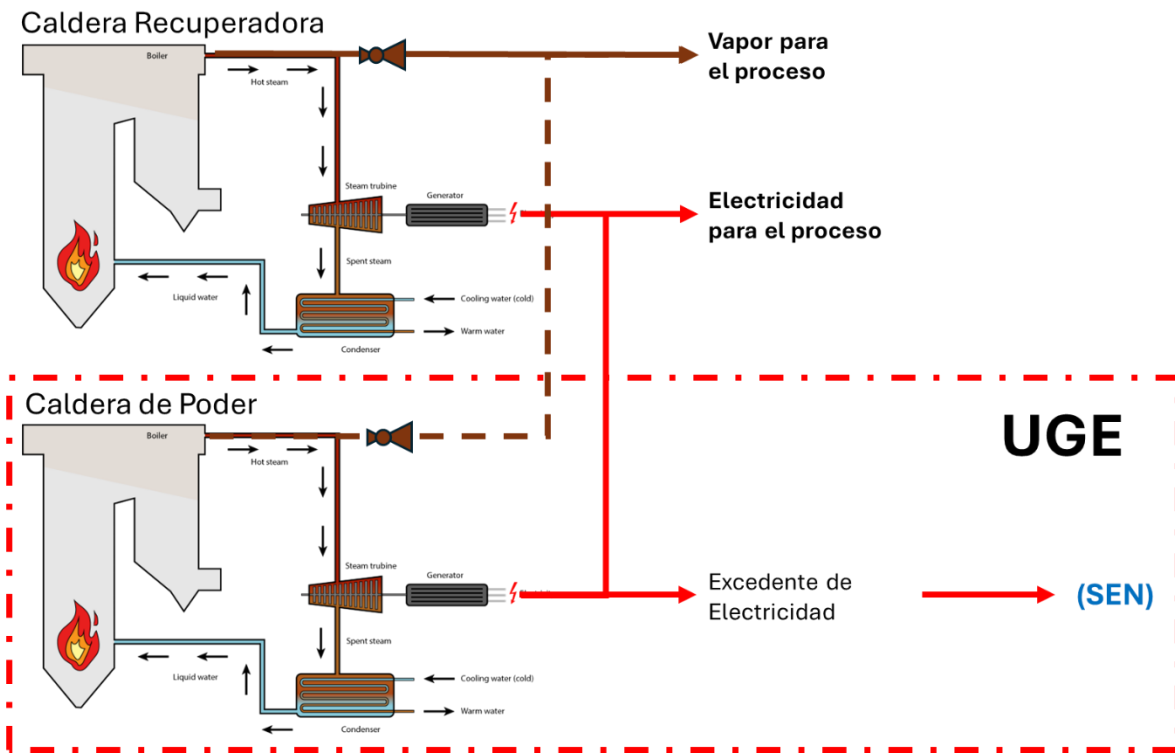 Caldera Recuperadora
Boiler
Hot steam
Vapor para
el proceso
Steam trubine
Generator
Electricidad
para el proceso
Spent steam
Liquid water
Cooling water (cold)
Warm water
Condenser
Caldera de Poder
Boiler
Hot steam
UGE
Steam trubine
Generator
Excedente de
Electricidad
(SEN)
Spent steam
Liquid water
Cooling water (cold)
Warm water
Condenser